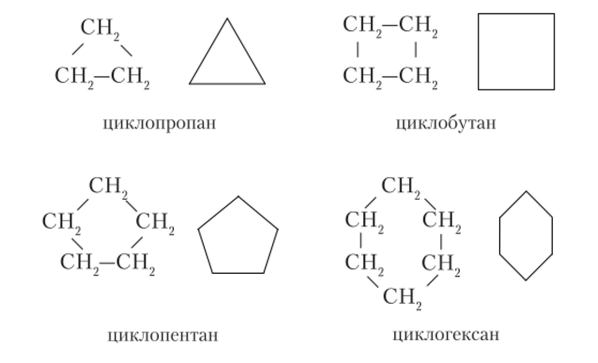 CH₂
CH₂–CH₂
циклопропан
CH₂–CH₂
CH₂–CH₂
циклобутан
CH₂
CH₂ CH₂
CH₂–CH₂
циклопентан
CH₂
CH₂ CH₂
CH₂ CH₂
CH₂
циклогексан